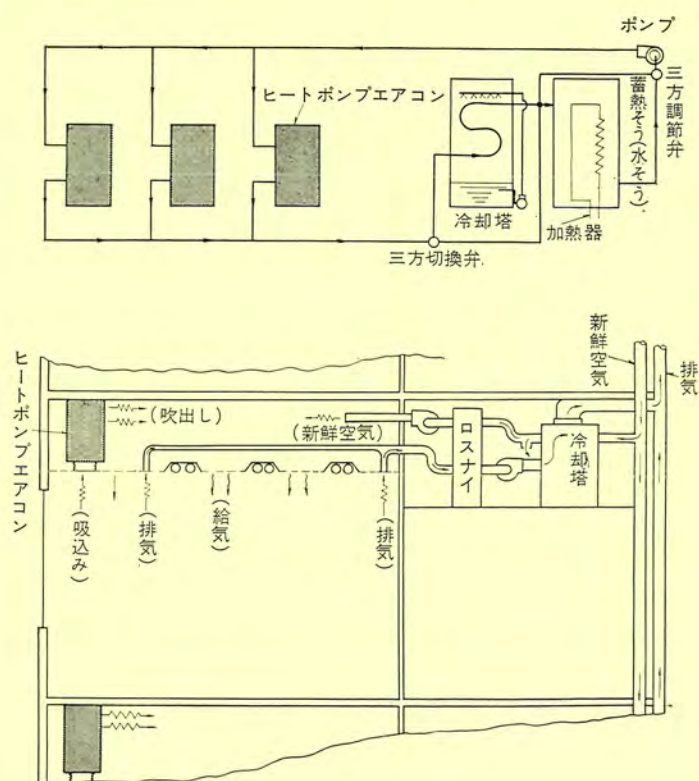 ポンプ
三方調節弁
ヒートポンプエアコン
蓄熱そう(水そう)
冷却塔
加熱器
三方切換弁
新鮮空気
排気
ヒートポンプエアコン
(吹出し)
(新鮮空気)
ロスナイ
冷却塔
(吸込み)
(排気)
(給気)
(排気)